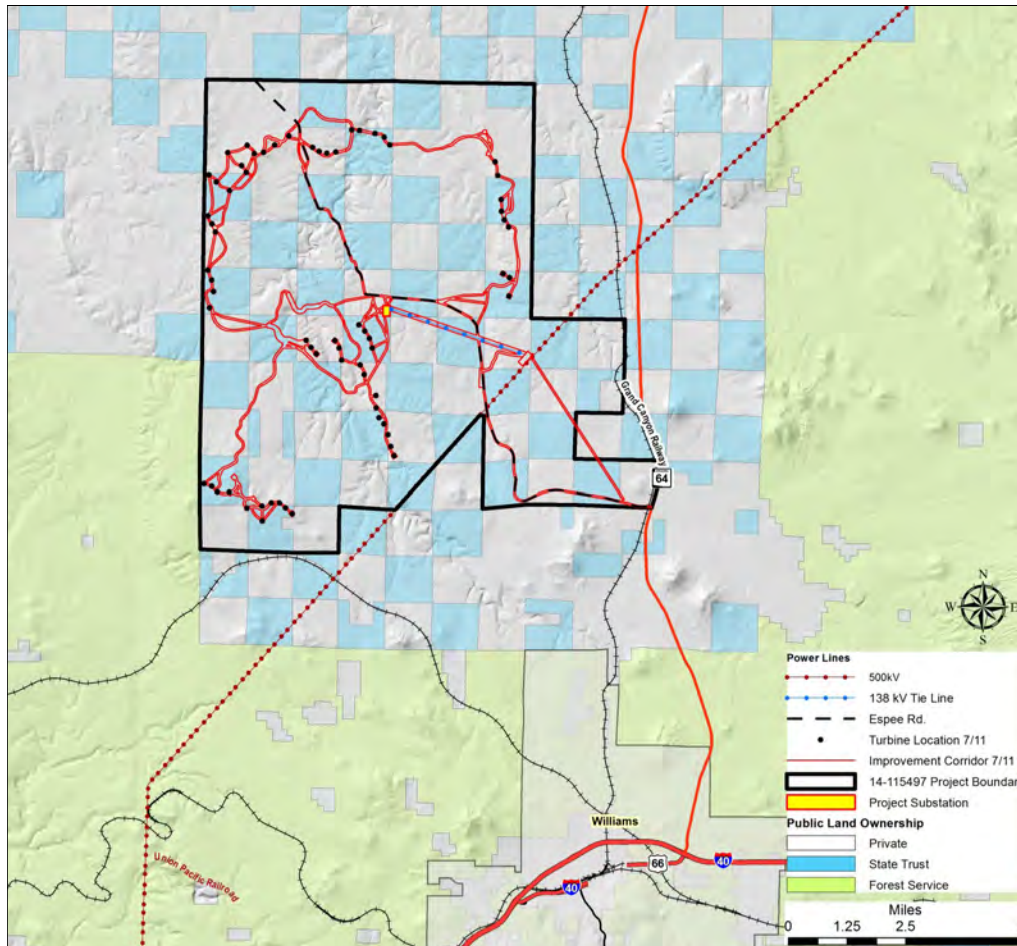 Grand Canyon Railway
64
N
W
E
S
Williams
66
40
40
Union Pacific Railroad
Power Lines
500kV
138 kV Tie Line
Espee Rd.
Turbine Location 7/11
Improvement Corridor 7/11
14-115497 Project Boundar
Project Substation
Public Land Ownership
Private
State Trust
Forest Service
Miles
0 1.25 2.5